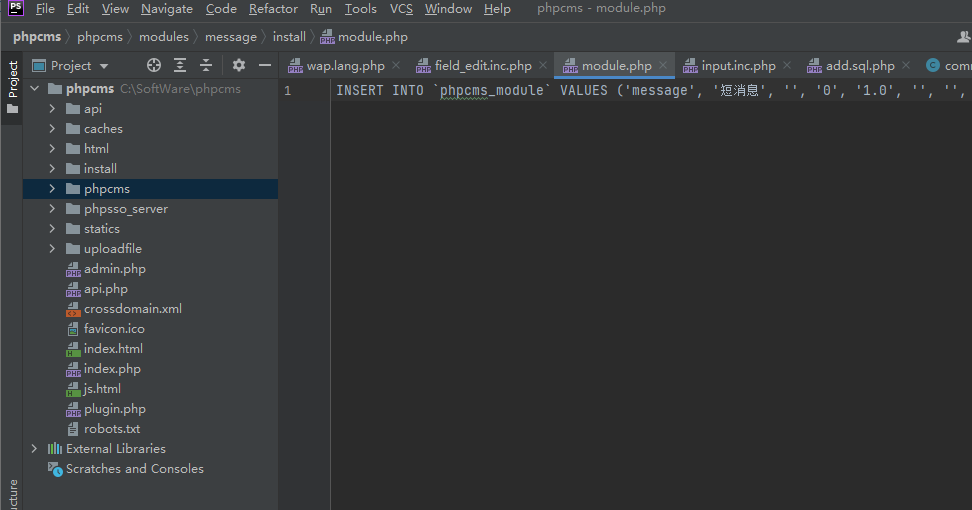 PS File Edit View Navigate Code Refactor Run Tools VCS Window Help phpcms - module.php
phpcms phpcms modules message install module.php
Project
Project
wap.lang.php field_edit.inc.php module.php input.inc.php add.sql.php
phpcms C:\SoftWare\phpcms
1 INSERT INTO `phpcms_module` VALUES ('message', '短消息', '', '0', '1.0', '', '',
api
caches
html
install
phpcms
phpsso_server
statics
uploadfile
admin.php
api.php
crossdomain.xml
favicon.ico
index.html
index.php
js.html
plugin.php
robots.txt
External Libraries
Scratches and Consoles